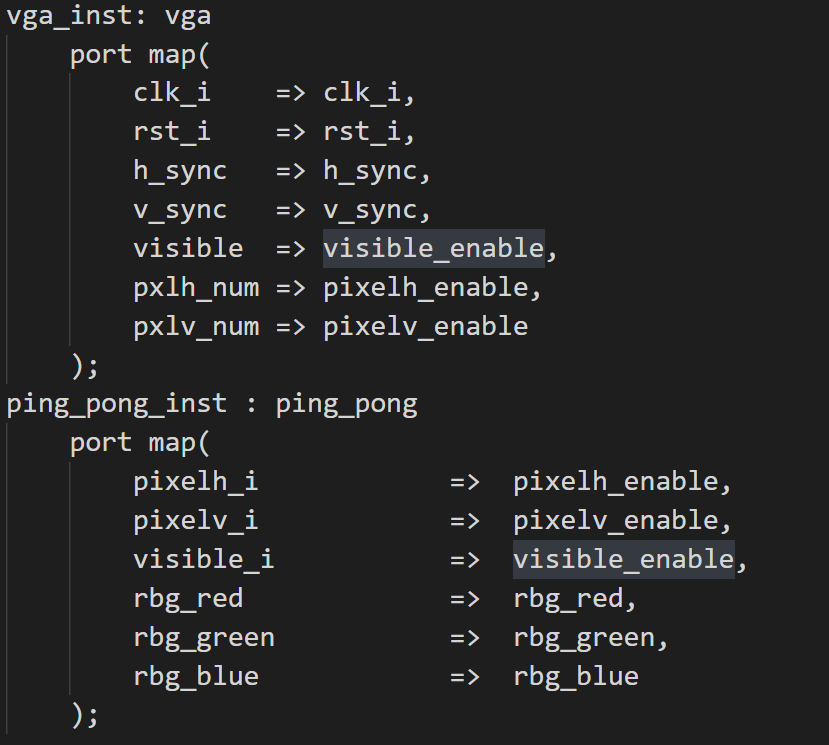 vga_inst: vga
    port map(
        clk_i    => clk_i,
        rst_i    => rst_i,
        h_sync   => h_sync,
        v_sync   => v_sync,
        visible  => visible_enable,
        pxlh_num => pixelh_enable,
        pxlv_num => pixelv_enable
    );
ping_pong_inst : ping_pong
    port map(
        pixelh_i            =>  pixelh_enable,
        pixelv_i            =>  pixelv_enable,
        visible_i           =>  visible_enable,
        rbg_red             =>  rbg_red,
        rbg_green           =>  rbg_green,
        rbg_blue            =>  rbg_blue
    );